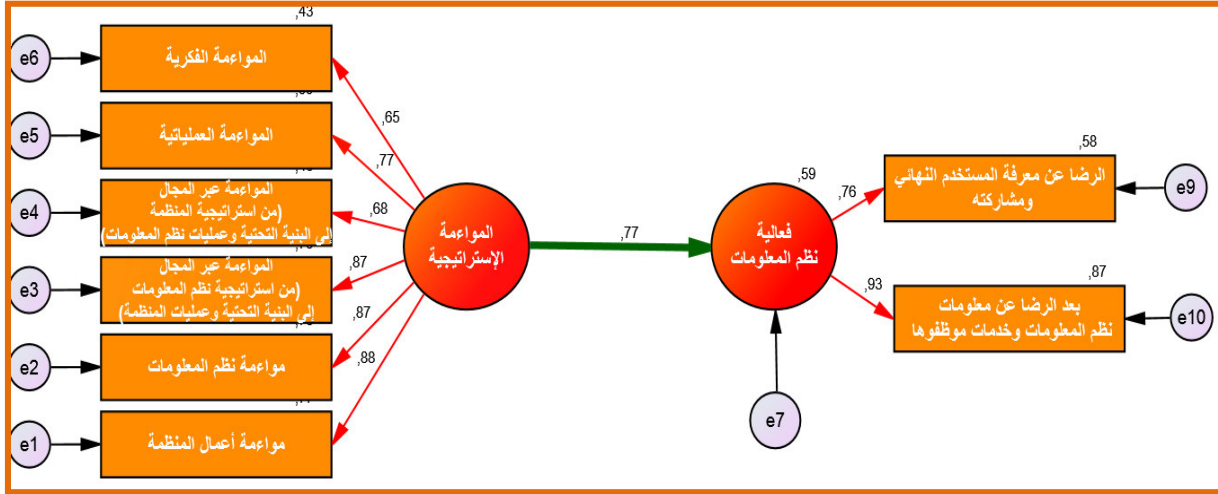 ,43
e6
المواءمة الفكرية
,65
e5
المواءمة العملياتية
,77
e4
المواءمة عبر المجال
(من استراتيجية المنظمة
إلى البنية التحتية وعمليات نظم المعلومات)
,68
e3
المواءمة عبر المجال
(من استراتيجية نظم المعلومات
إلى البنية التحتية وعمليات المنظمة)
,87
e2
مواءمة نظم المعلومات
,87
e1
مواءمة أعمال المنظمة
,88
المواءمة
الإستراتيجية
,77
,59
فعالية
نظم المعلومات
e7
,76
,58
الرضا عن معرفة المستخدم النهائي
ومشاركته
e9
,93
,87
بعد الرضا عن معلومات
نظم المعلومات وخدمات موظفوها
e10